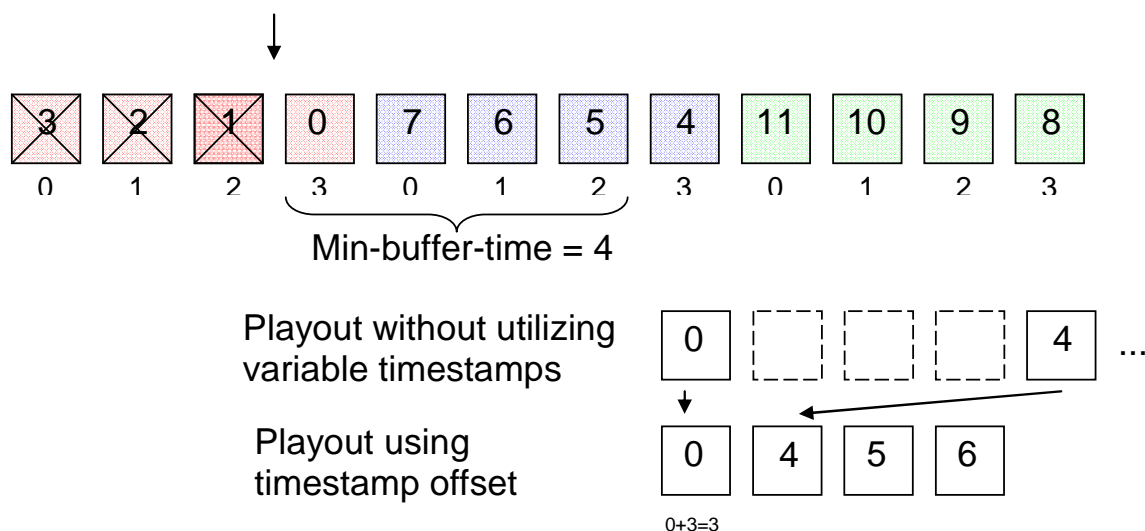 3 2 1 0 7 6 5 4 11 10 9 8
0 1 2 3 0 1 2 3 0 1 2 3
Min-buffer-time = 4
Playout without utilizing
variable timestamps
0 4 ...
Playout using
timestamp offset
0 4 5 6
0+3=3